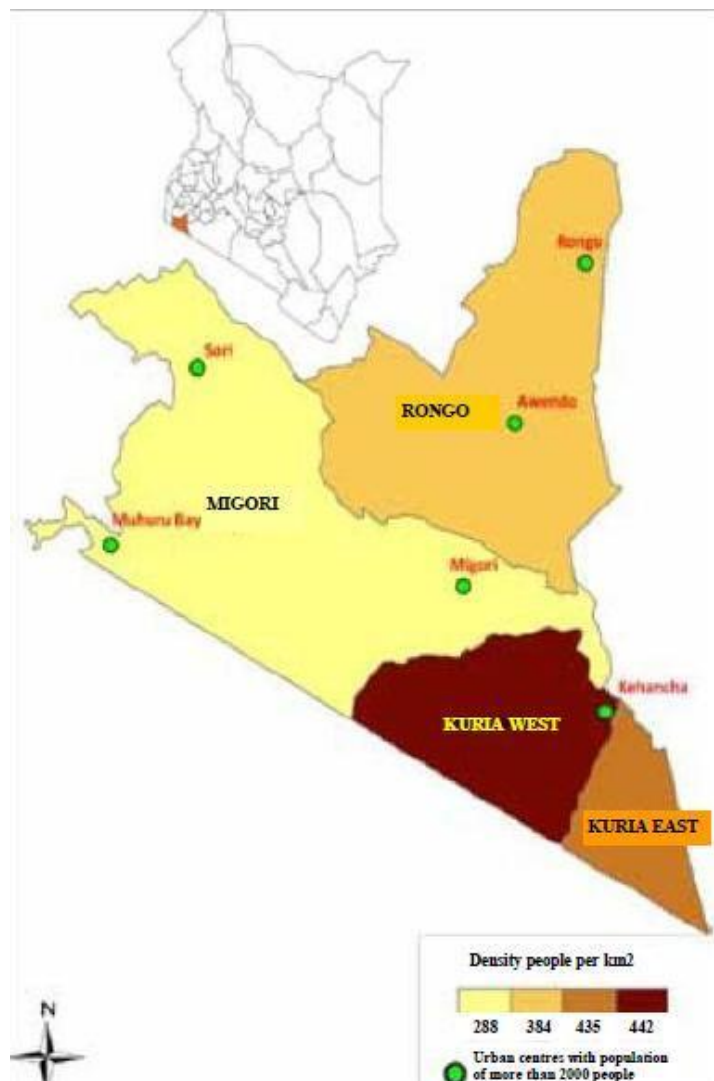 Rongo
Sori
RONGO
Awendo
MIGORI
Muhuru Bay
Migori
Kehancha
KURIA WEST
KURIA EAST
Density people per km2
288 384 435 442
N
Urban centres with population
of more than 2000 people